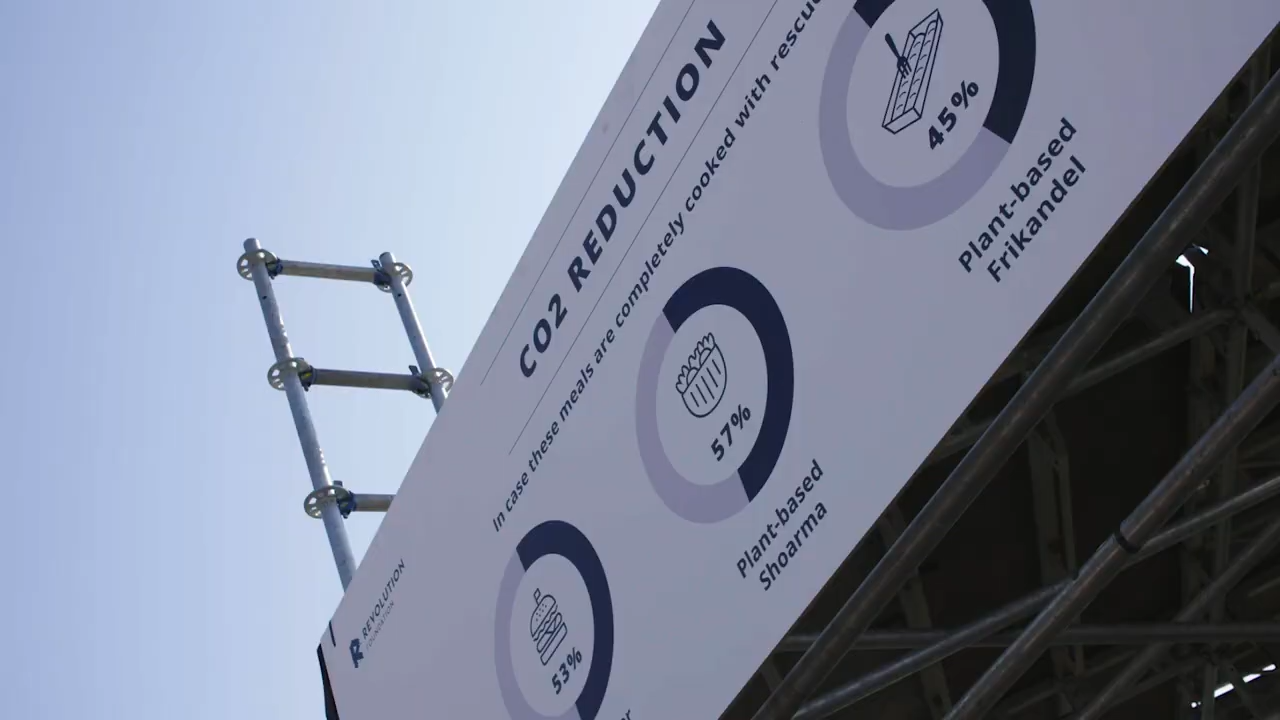 CO2 REDUCTION
In case these meals are completely cooked with
45%
Plant-based
Frikandel
57%
Plant-based
Shoarma
53%
REVOLUTION
FOUNDATION